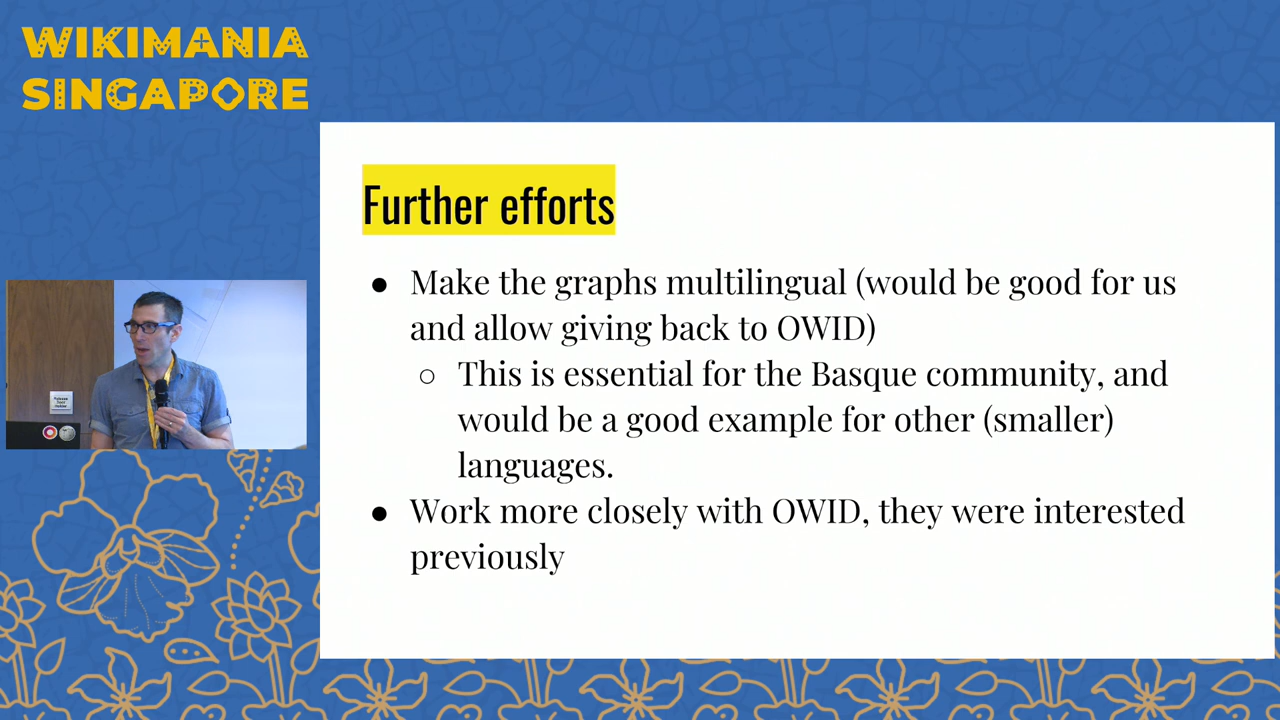 WIKIMANIA
SINGAPORE
Further efforts
● Make the graphs multilingual (would be good for us
and allow giving back to OWID)
○ This is essential for the Basque community, and
would be a good example for other (smaller)
languages.
● Work more closely with OWID, they were interested
previously